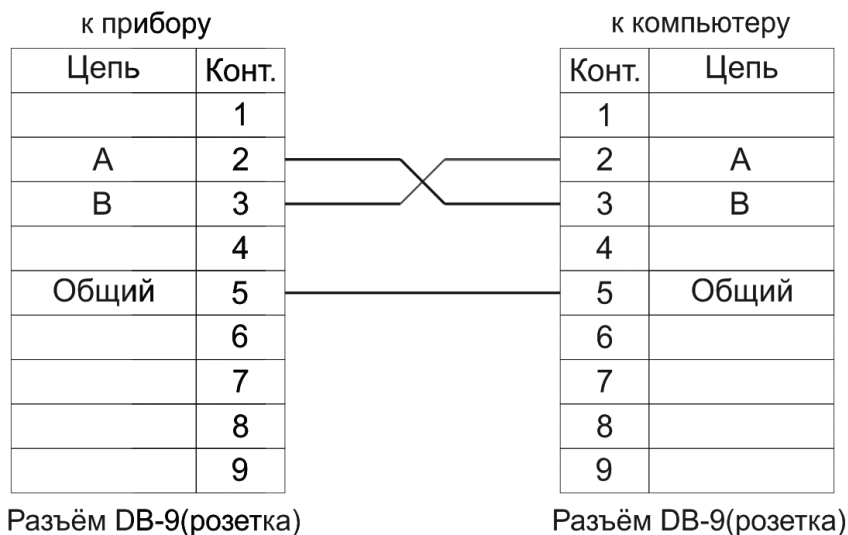 к прибору к компьютеру
Цепь Конт. Конт. Цепь
1 1
A 2 2 A
B 3 3 B
4 4
Общий 5 5 Общий
6 6
7 7
8 8
9 9
Разъём DB-9(розетка) Разъём DB-9(розетка)